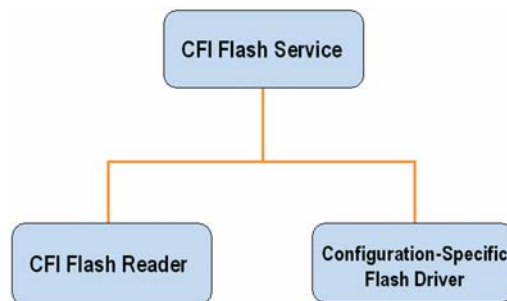 CFI Flash Service
CFI Flash Reader
Configuration-Specific
Flash Driver